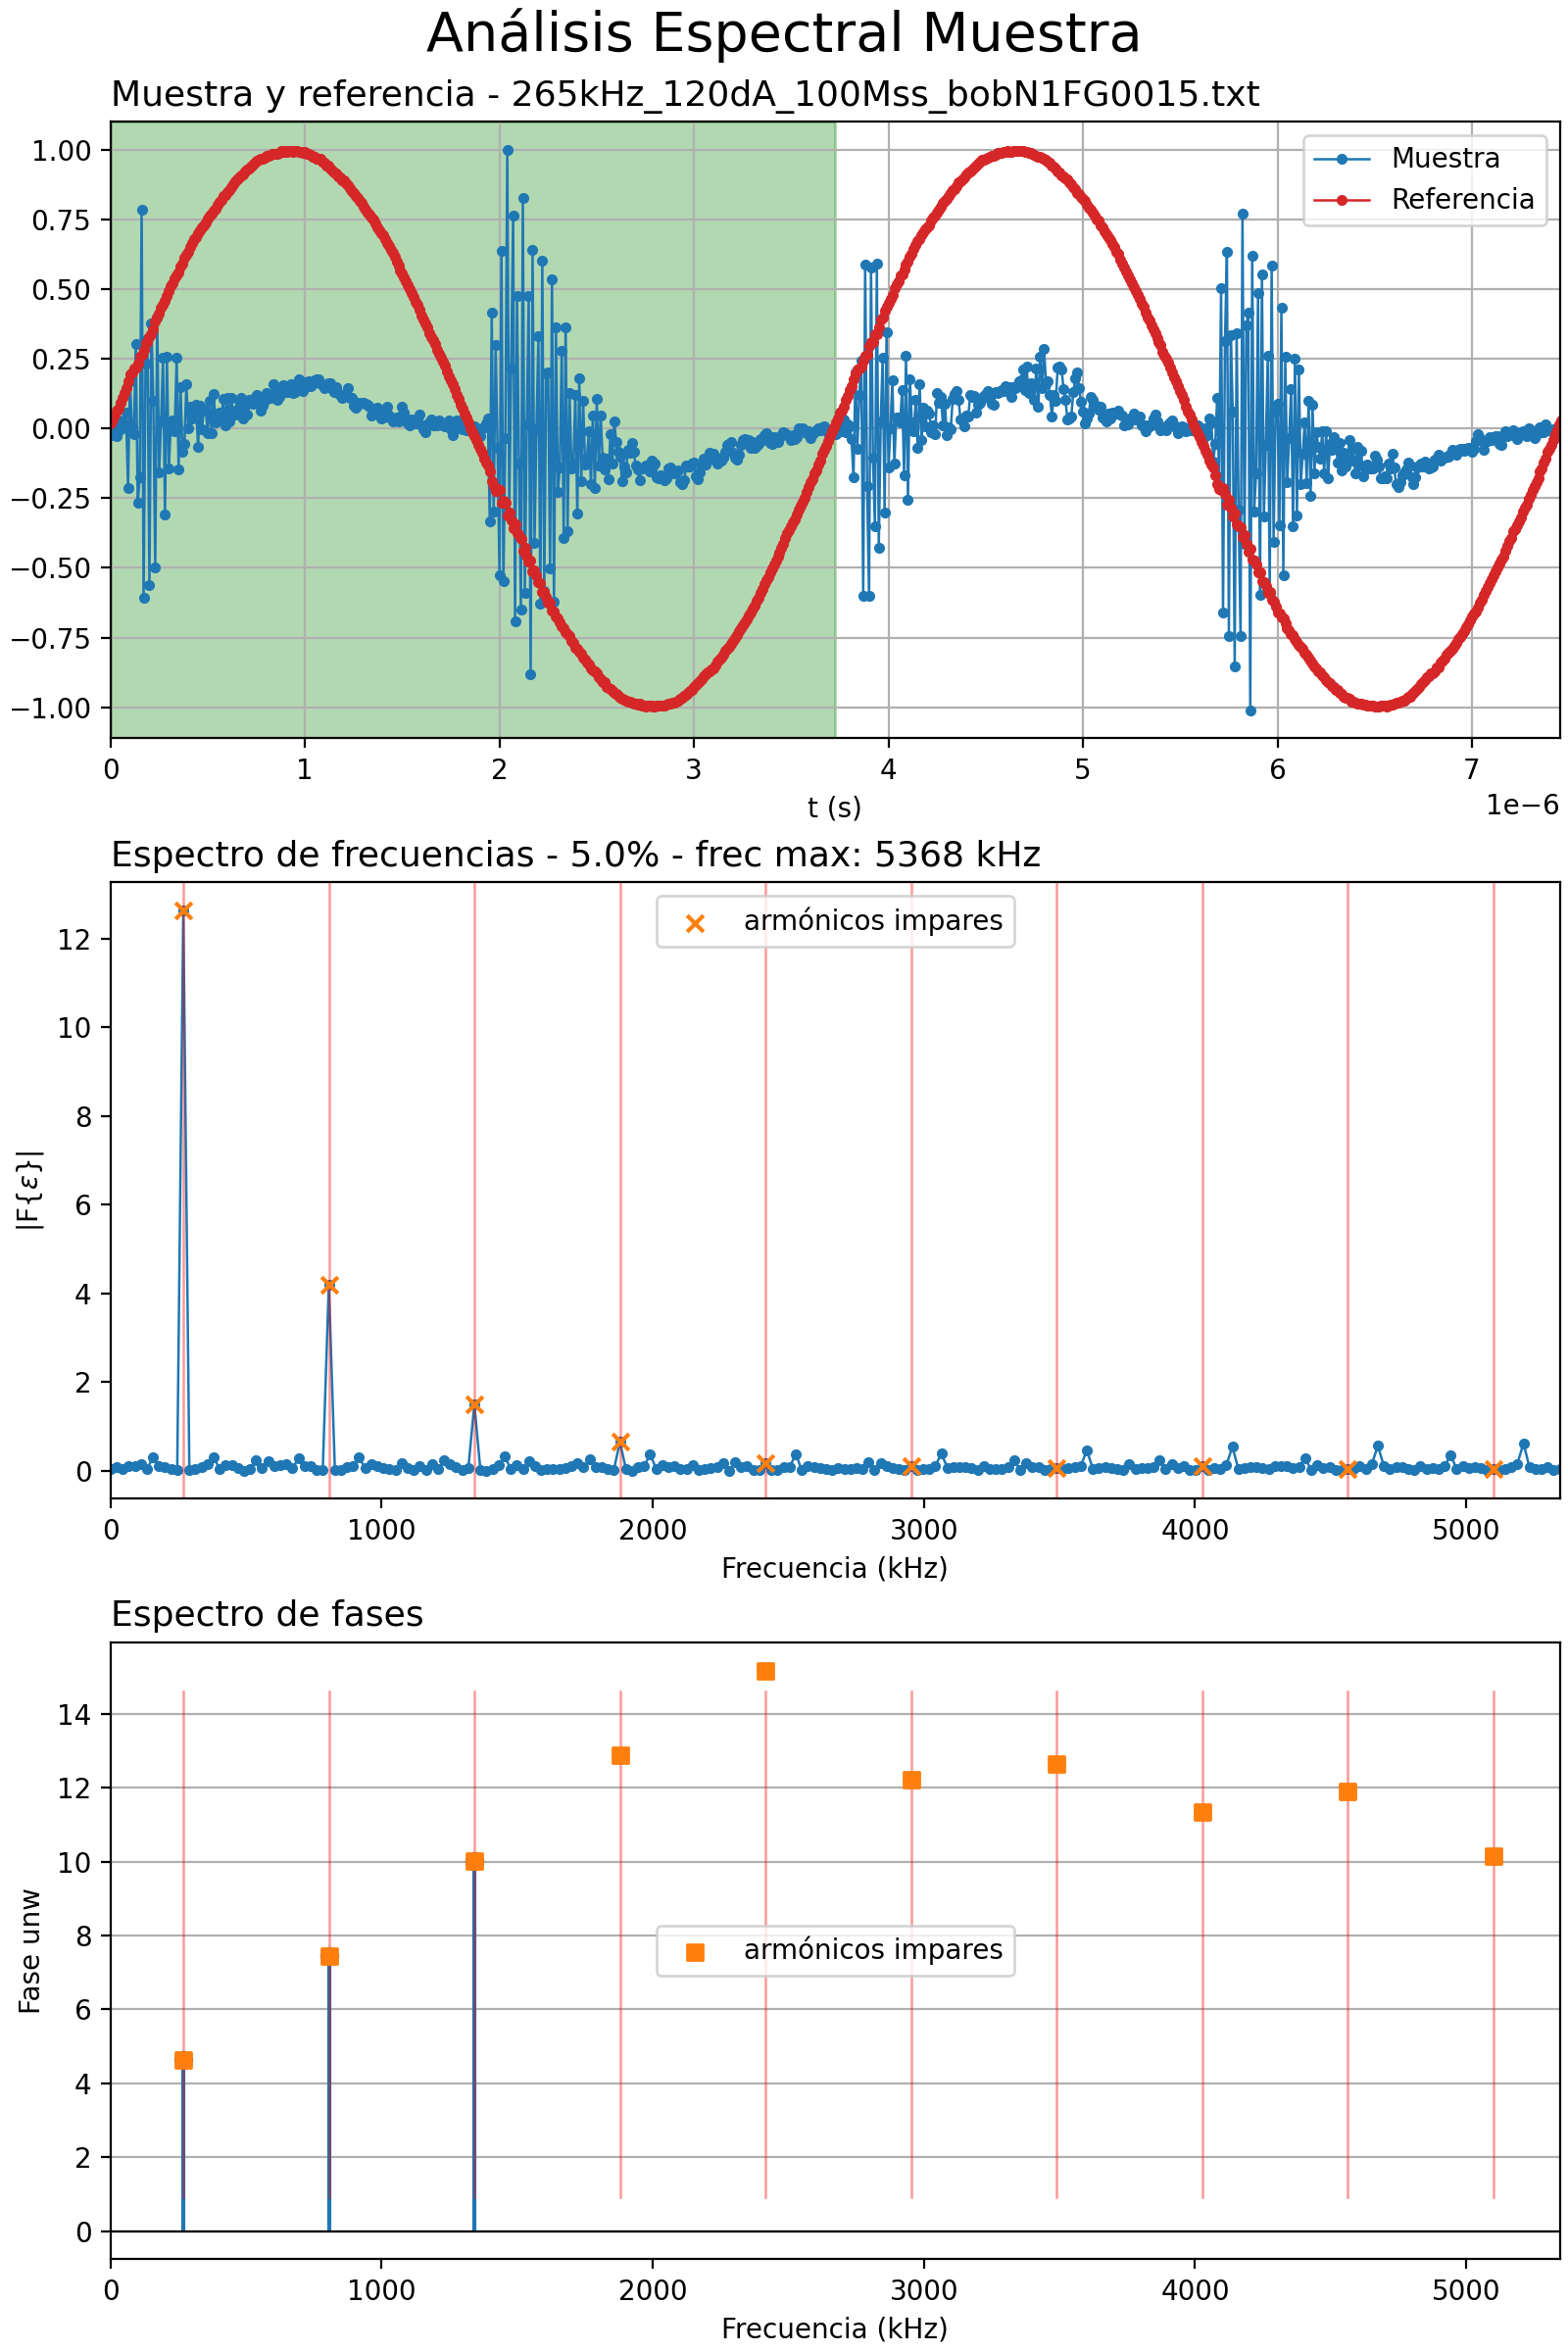 Análisis Espectral Muestra
Muestra y referencia - 265kHz_120dA_100Mss_bobN1FG0015.txt
Muestra
Referencia
1.00
0.75
0.50
0.25
0.00
−0.25
−0.50
−0.75
−1.00
0 1 2 3 4 5 6 7
t (s)
1e−6
Espectro de frecuencias - 5.0% - frec max: 5368 kHz
armónicos impares
12
10
8
6
4
2
0
|F{ε}|
0 1000 2000 3000 4000 5000
Frecuencia (kHz)
Espectro de fases
14
12
10
8
6
4
2
0
Fase unw
armónicos impares
0 1000 2000 3000 4000 5000
Frecuencia (kHz)